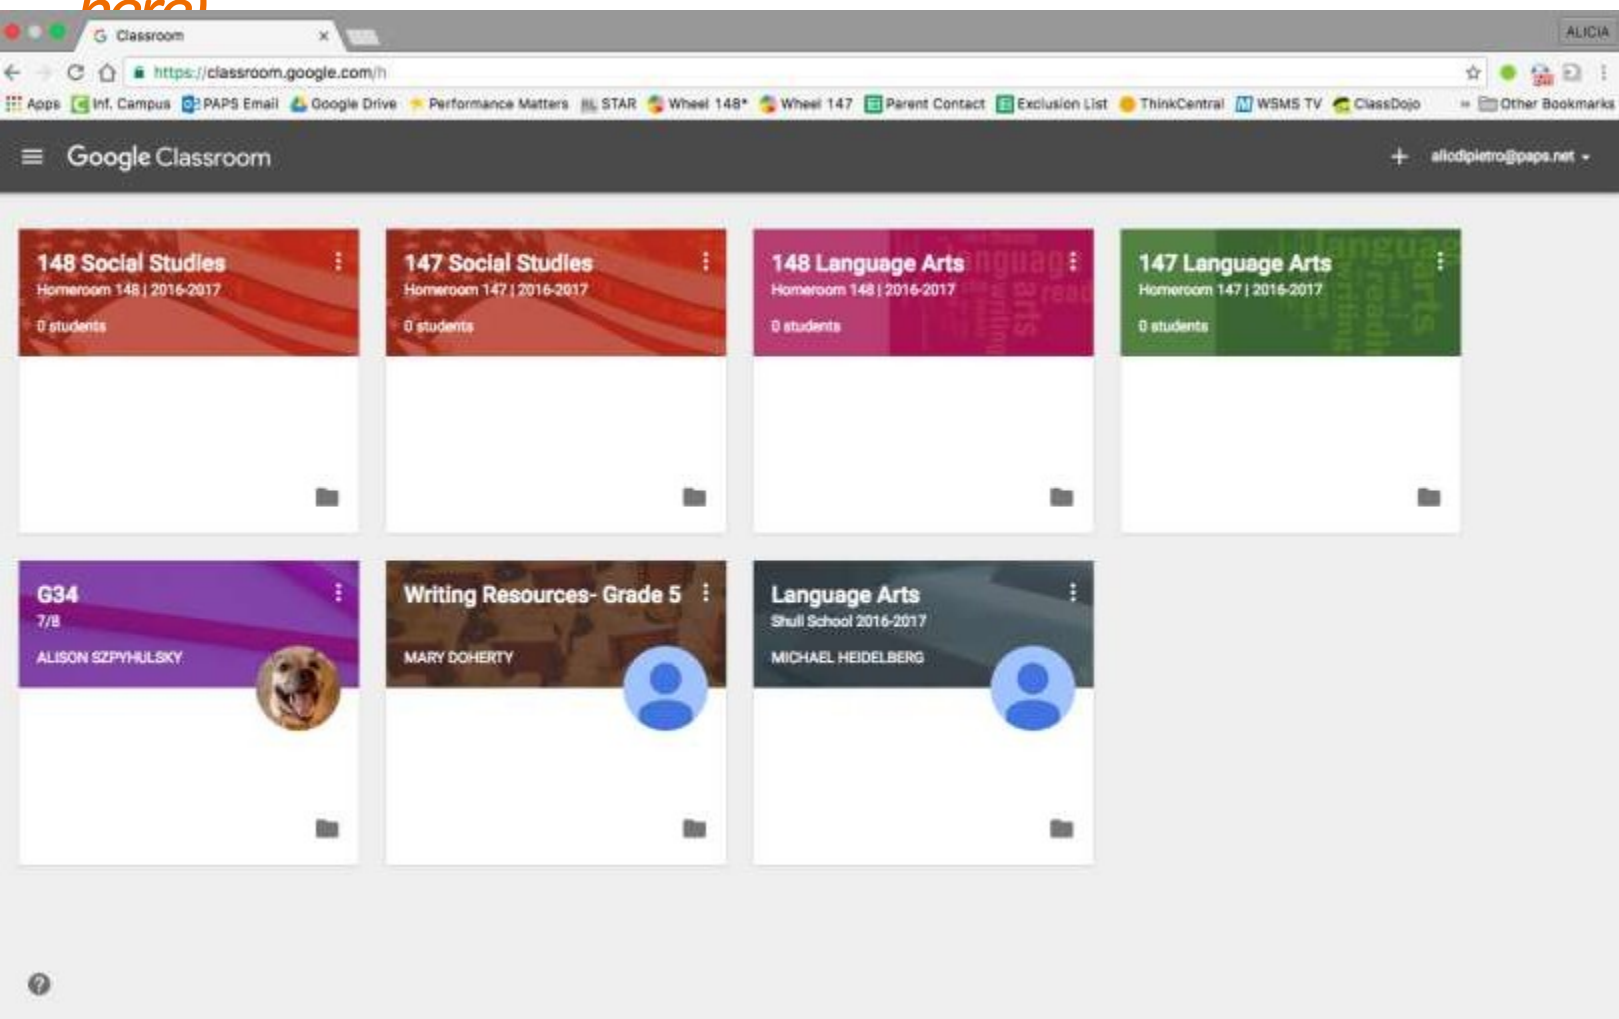 here!
Classroom
ALICIA
https://classroom.google.com/h
Apps Inf. Campus PAPS Email Google Drive Performance Matters STAR Wheel 148* Wheel 147 Parent Contact Exclusion List ThinkCentral WSMS TV ClassDojo » Other Bookmarks
Google Classroom
+ alicdipietro@paps.net
148 Social Studies
Homeroom 148 | 2016-2017
0 students
147 Social Studies
Homeroom 147 | 2016-2017
0 students
148 Language Arts
Homeroom 148 | 2016-2017
0 students
147 Language Arts
Homeroom 147 | 2016-2017
0 students
G34
7/8
ALISON SZPYHULSKY
Writing Resources- Grade 5
MARY DOHERTY
Language Arts
Shull School 2016-2017
MICHAEL HEIDELBERG